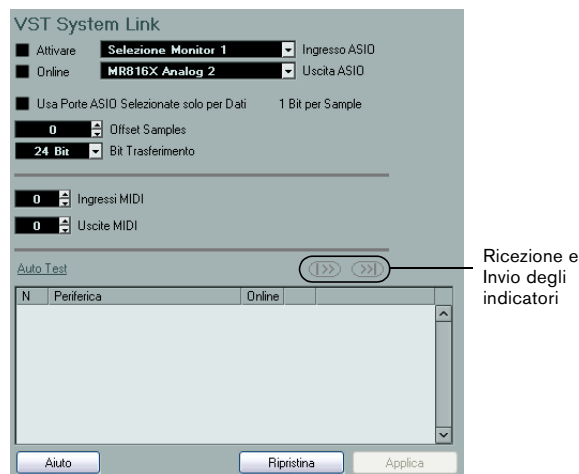 VST System Link
Attivare Selezione Monitor 1 Ingresso ASIO
Online MR816X Analog 2 Uscita ASIO
Usa Porte ASIO Selezionate solo per Dati 1 Bit per Sample
0 Offset Samples
24 Bit Bit Trasferimento
0 Ingressi MIDI
0 Uscite MIDI
Auto Test
Ricezione e
Invio degli
indicatori
N Periferica Online
Aiuto Ripristina Applica